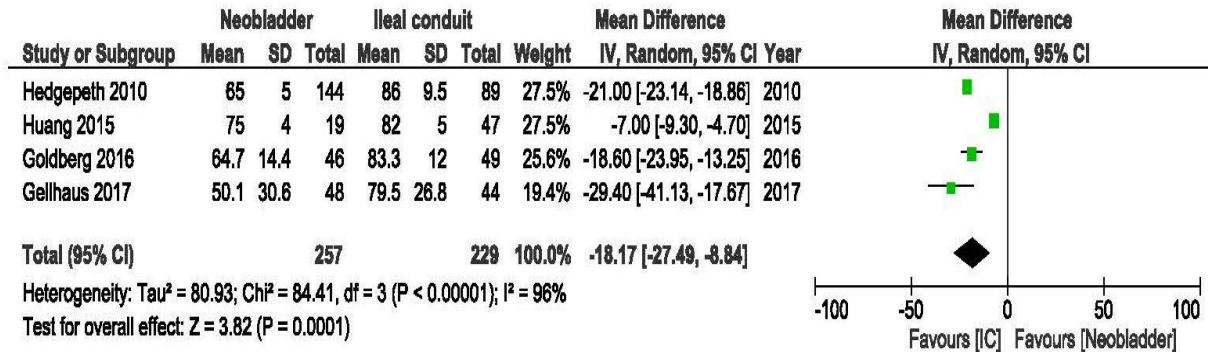 Neobladder Ileal conduit Mean Difference Mean Difference
Study or Subgroup Mean SD Total Mean SD Total Weight IV, Random, 95% CI Year IV, Random, 95% CI
Hedgepeth 2010 65 5 144 86 9.5 89 27.5% -21.00 [-23.14, -18.86] 2010
Huang 2015 75 4 19 82 5 47 27.5% -7.00 [-9.30, -4.70] 2015
Goldberg 2016 64.7 14.4 46 83.3 12 49 25.6% -18.60 [-23.95, -13.25] 2016
Gellhaus 2017 50.1 30.6 48 79.5 26.8 44 19.4% -29.40 [-41.13, -17.67] 2017
Total (95% CI) 257 229 100.0% -18.17 [-27.49, -8.84]
Heterogeneity: Tau² = 80.93; Chi² = 84.41, df = 3 (P < 0.00001); I² = 96%
Test for overall effect: Z = 3.82 (P = 0.0001)
-100 -50 0 50 100
Favours [IC] Favours [Neobladder]